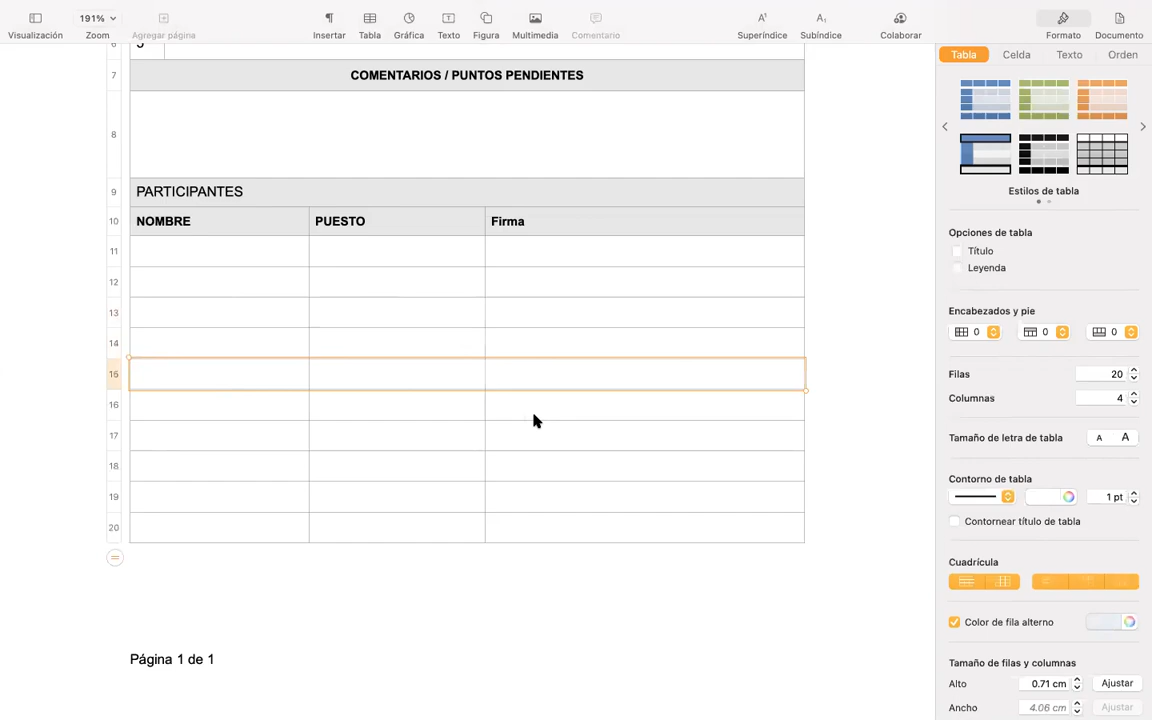 191%
Visualización Zoom Agregar página Insertar Tabla Gráfica Texto Figura Multimedia Comentario Superíndice Subíndice Colaborar Formato Documento
Tabla Celda Texto Orden
7 COMENTARIOS / PUNTOS PENDIENTES
8
9 PARTICIPANTES
10 NOMBRE PUESTO Firma
11
12
13
14
15
16
17
18
19
20
Página 1 de 1
Estilos de tabla
Opciones de tabla
Título
Leyenda
Encabezados y pie
0 0 0
Filas 20
Columnas 4
Tamaño de letra de tabla A A
Contorno de tabla
1 pt
Contornear título de tabla
Cuadrícula
Color de fila alterno
Tamaño de filas y columnas
Alto 0.71 cm Ajustar
Ancho 4.06 cm Ajustar